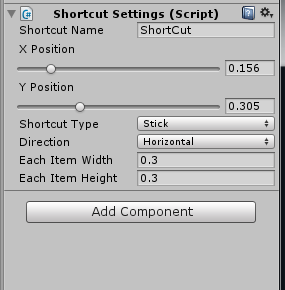 Shortcut Settings (Script)
Shortcut Name ShortCut
X Position
0.156
Y Position
0.305
Shortcut Type Stick
Direction Horizontal
Each Item Width 0.3
Each Item Height 0.3
Add Component